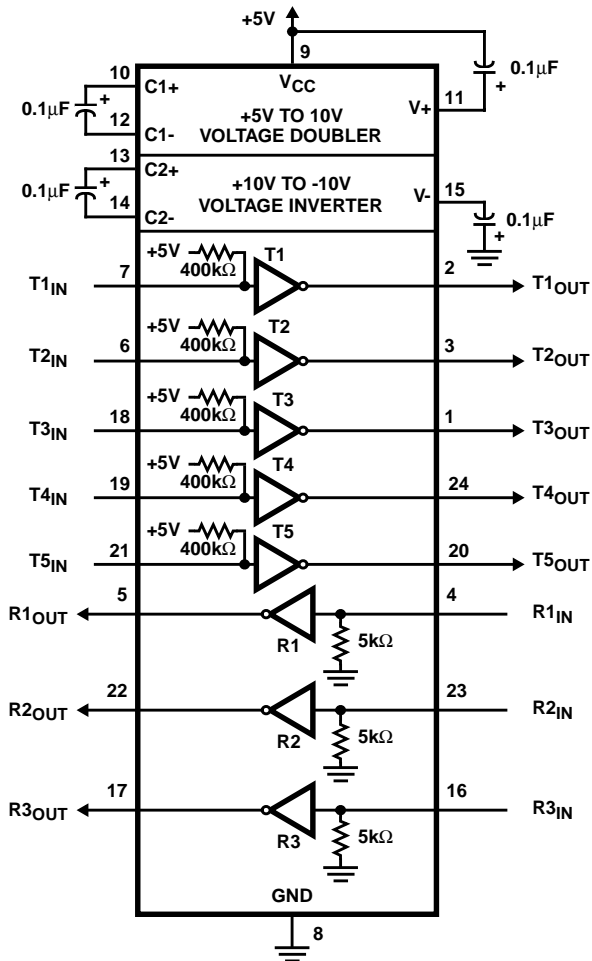 +5V
9
10
C1+
VCC
0.1μF
+
+
0.1μF
11
V+
12
C1-
+5V TO 10V
VOLTAGE DOUBLER
13
C2+
0.1μF
+
14
C2-
+10V TO -10V
VOLTAGE INVERTER
V-
15
0.1μF
+
+5V
400kΩ
T1
T1IN
7
2
T1OUT
+5V
400kΩ
T2
T2IN
6
3
T2OUT
+5V
400kΩ
T3
T3IN
18
1
T3OUT
+5V
400kΩ
T4
T4IN
19
24
T4OUT
+5V
400kΩ
T5
T5IN
21
20
T5OUT
R1OUT
5
4
R1IN
R1
5kΩ
R2OUT
22
23
R2IN
R2
5kΩ
R3OUT
17
16
R3IN
R3
5kΩ
GND
8